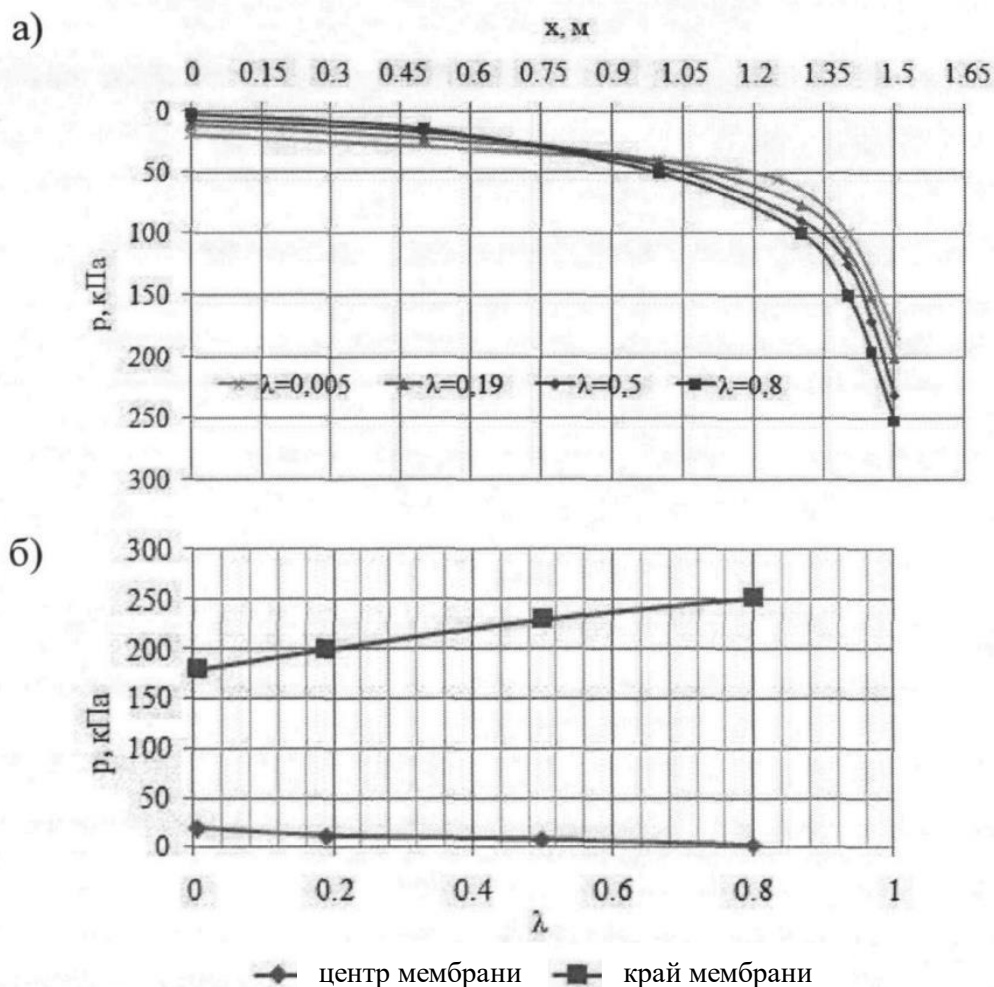 а)
x, м
0 0.15 0.3 0.45 0.6 0.75 0.9 1.05 1.2 1.35 1.5 1.65
0
50
100
150
200
250
300
p, кПа
λ=0,005 λ=0,19 λ=0,5 λ=0,8
б)
300
250
200
150
100
50
0
p, кПа
0 0.2 0.4 0.6 0.8 1
λ
центр мембрани край мембрани